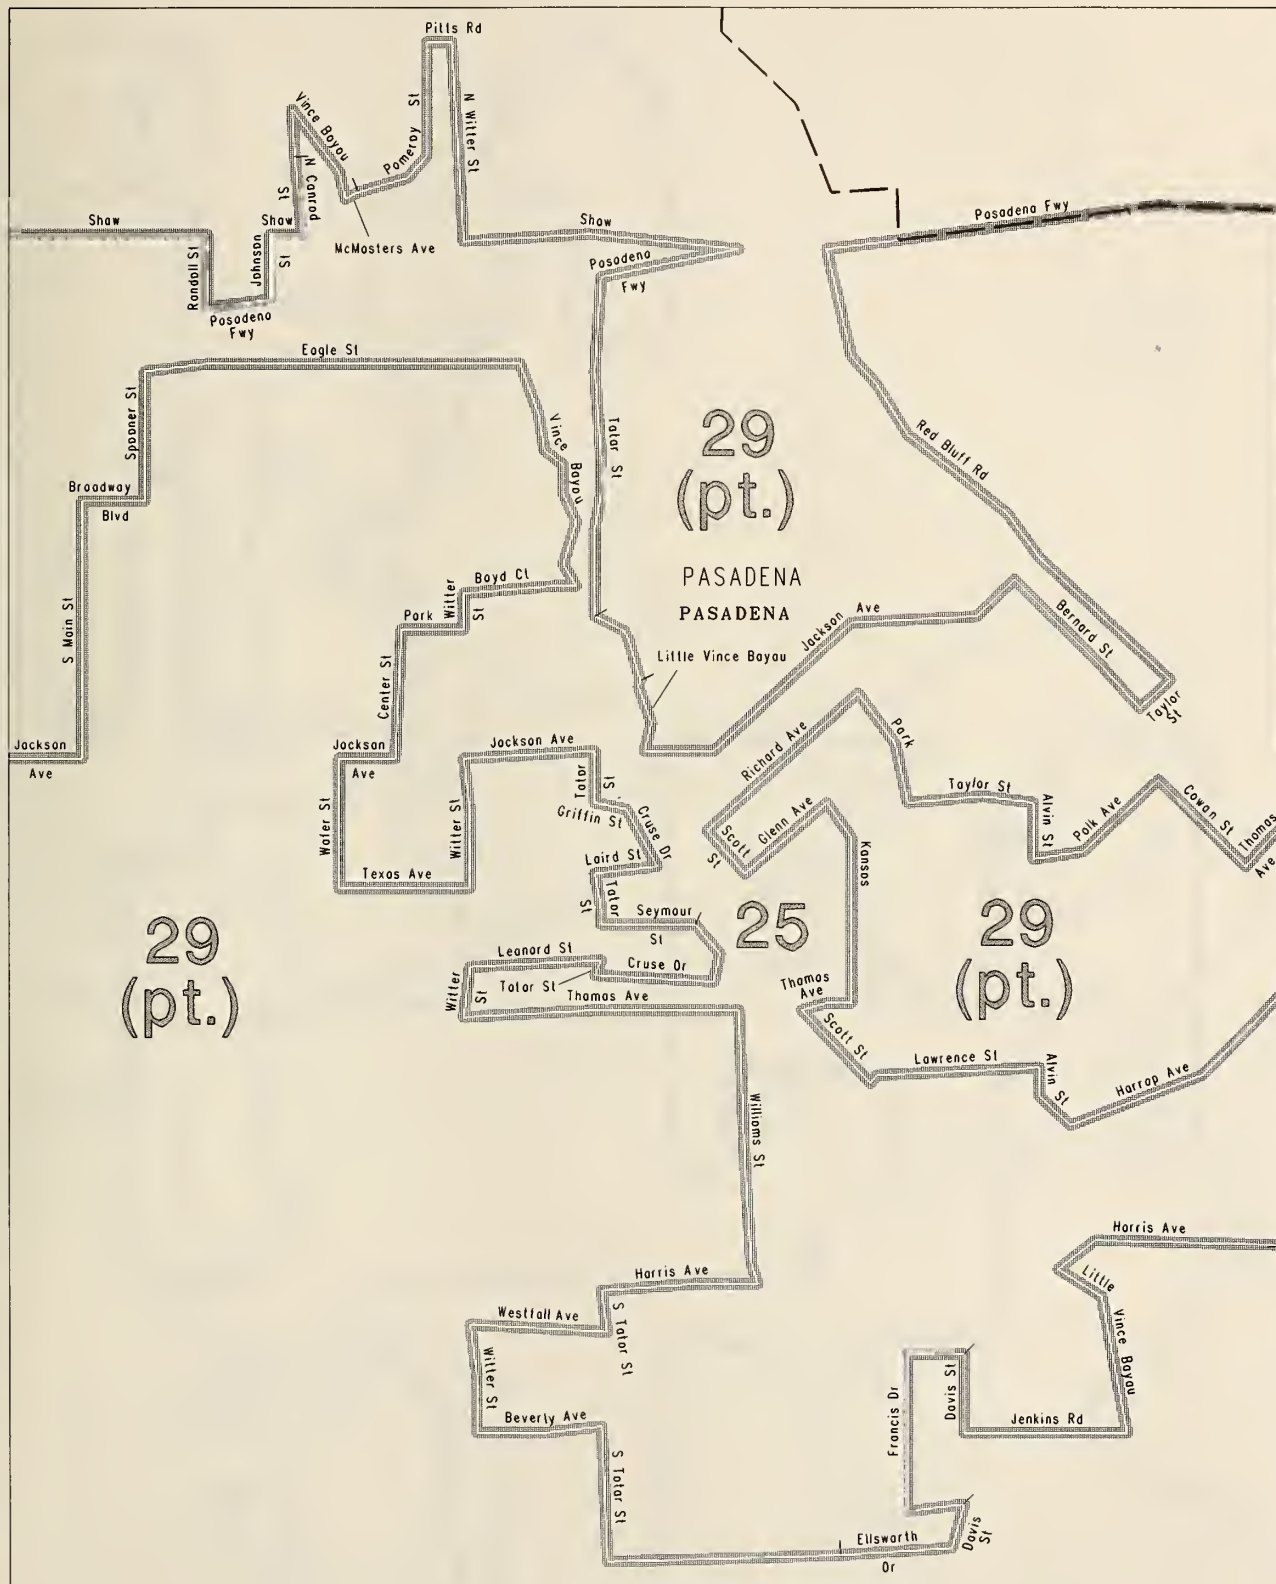 Pitts Rd
Vince Bayou
Pomeroy St
N Witter St
N Conrad St
McMasters Ave
Shaw
Shaw
Shaw
Randall St
Johnson St
Pasadena Fwy
Pasadena Fwy
Pasadena Fwy
Eagle St
Spooner St
Vince Bayou
Tatar St
29
(pt.)
Red Bluff Rd
Broadway Blvd
PASADENA
PASADENA
Boyd Ct
Witter St
Park
S Main St
Center St
Jackson Ave
Bernard St
Little Vince Bayou
Taylor St
Jackson Ave
Jackson Ave
Jackson Ave
Richard Ave
Park
Water St
Witter St
Tatar St
Griffin St
Cruse Dr
Taylor St
Alvin St
Polk Ave
Cowan St
Thomas Ave
Scott St
Glenn Ave
Kansas
Laird St
Texas Ave
Tatar St
Seymour St
29
(pt.)
25
29
(pt.)
Leonard St
Cruse Dr
Tatar St
Witter St
Thomas Ave
Thomas Ave
Scott St
Lawrence St
Alvin St
Harrop Ave
Williams St
Harris Ave
Harris Ave
Little Vince Bayou
Westfall Ave
S Tatar St
Witter St
Beverly Ave
Francis Dr
Davis St
Jenkins Rd
S Tatar St
Ellsworth Dr
Davis St